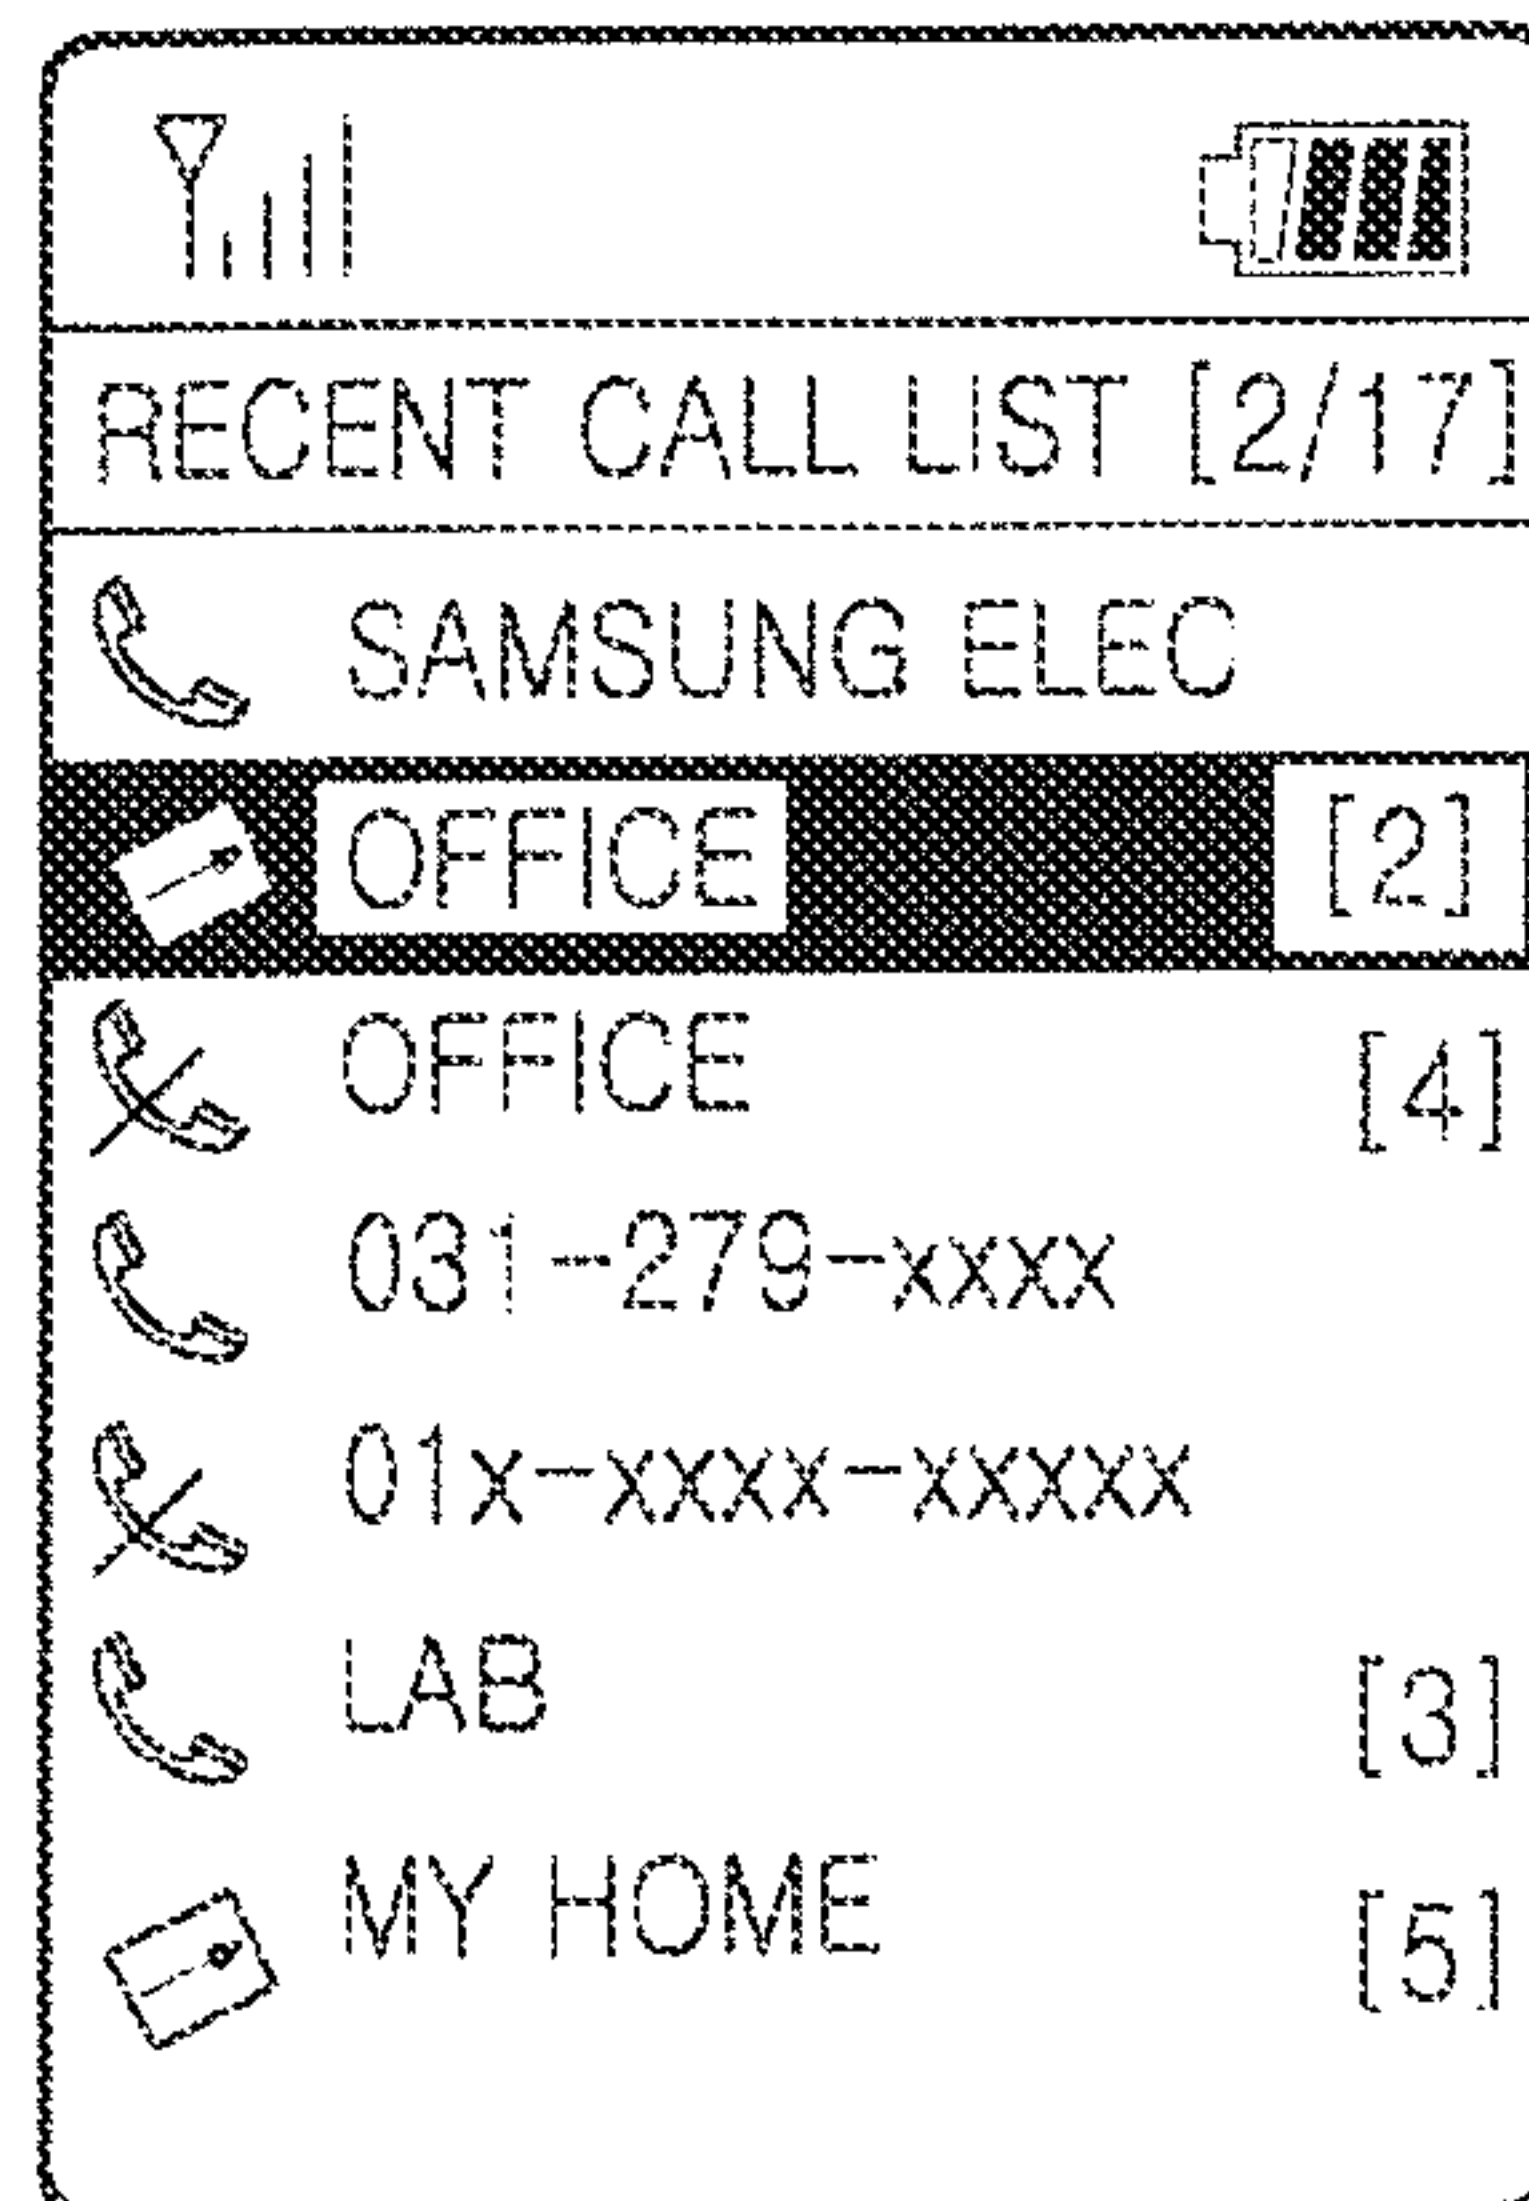 RECENT CALL LIST [2/17]
SAMSUNG ELEC
OFFICE [2]
OFFICE [4]
031-279-xxxx
01x-xxxx-xxxxx
LAB [3]
MY HOME [5]